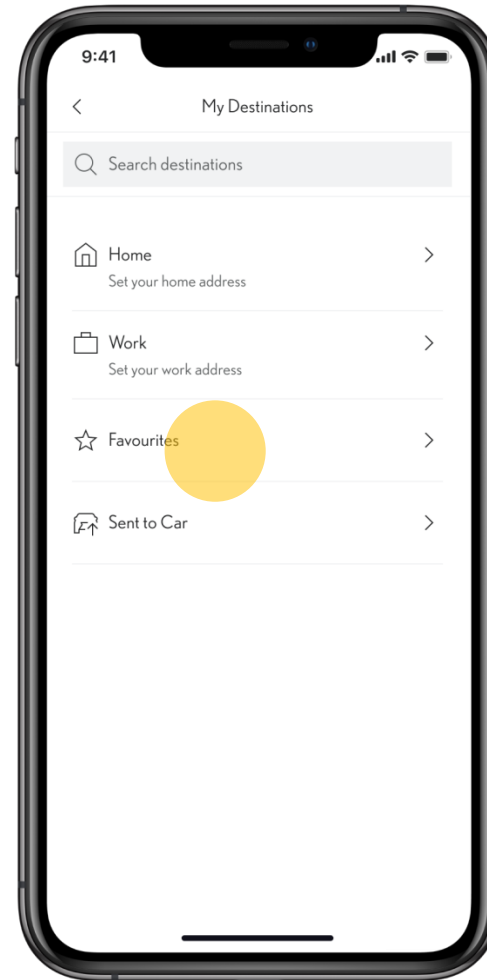 9:41
My Destinations
Search destinations
Home
Set your home address
Work
Set your work address
Favourites
Sent to Car